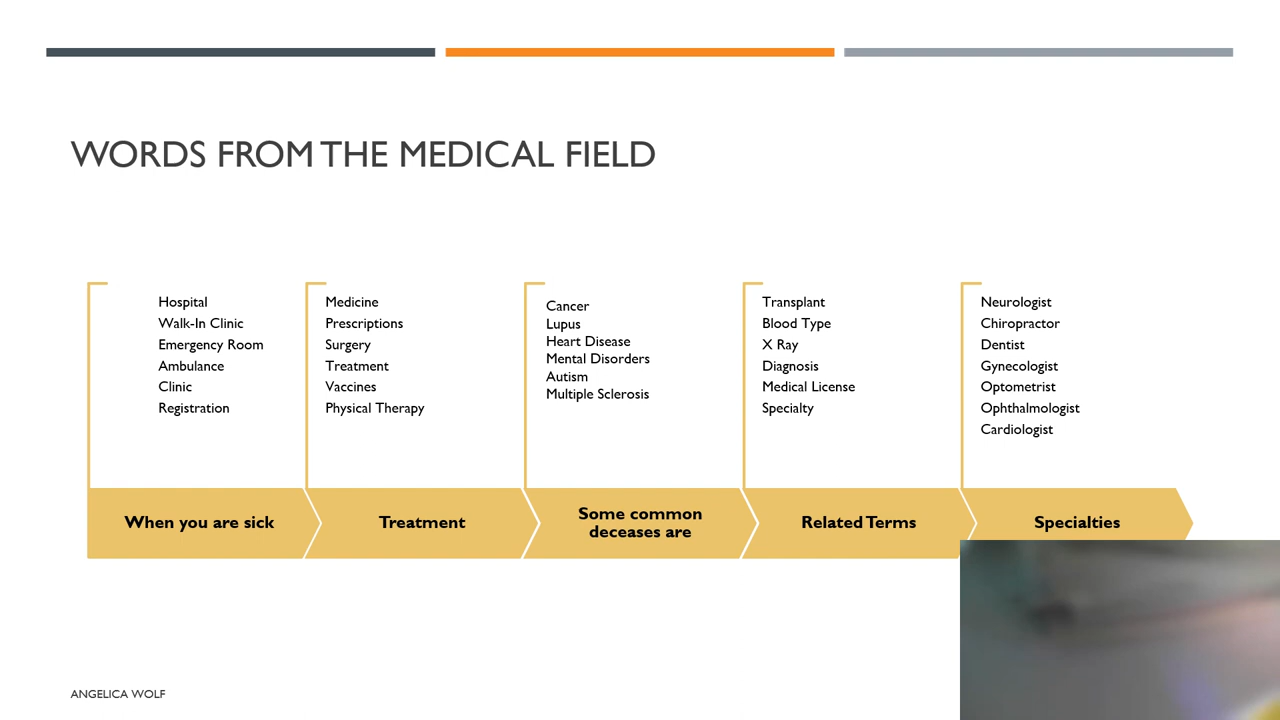 WORDS FROM THE MEDICAL FIELD
Hospital
Walk-In Clinic
Emergency Room
Ambulance
Clinic
Registration
When you are sick
Medicine
Prescriptions
Surgery
Treatment
Vaccines
Physical Therapy
Treatment
Cancer
Lupus
Heart Disease
Mental Disorders
Autism
Multiple Sclerosis
Some common
deceases are
Transplant
Blood Type
X Ray
Diagnosis
Medical License
Specialty
Related Terms
Neurologist
Chiropractor
Dentist
Gynecologist
Optometrist
Ophthalmologist
Cardiologist
Specialties
ANGELICA WOLF